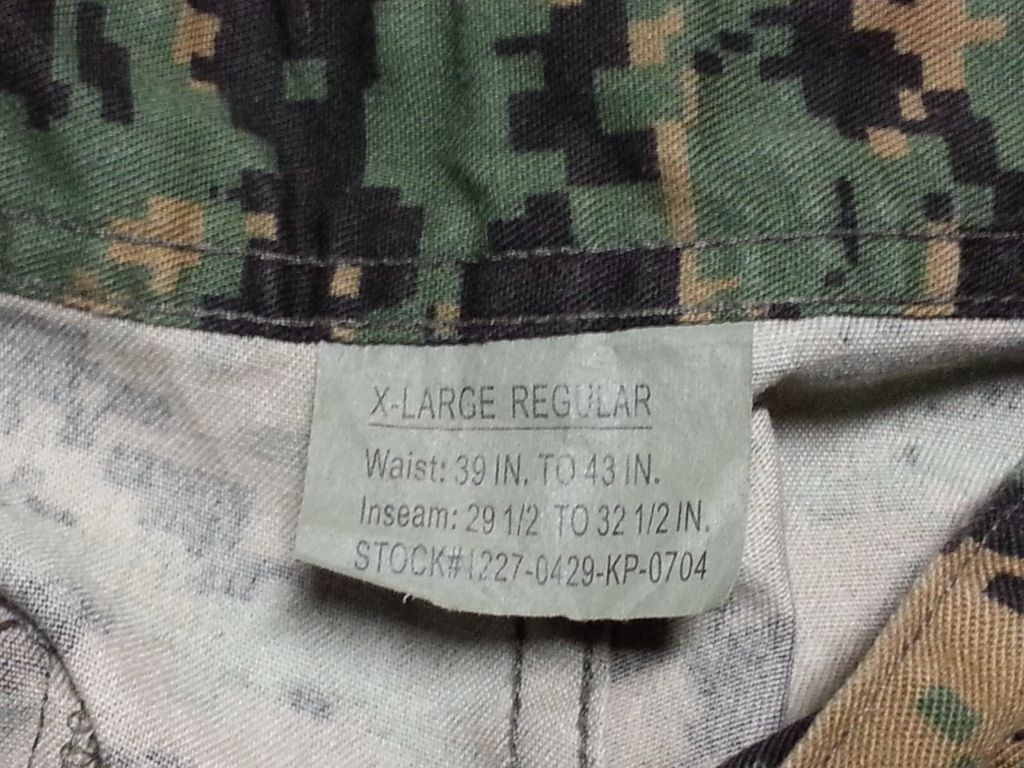 X-LARGE REGULAR
Waist: 39 IN. TO 43 IN.
Inseam: 29 1/2 TO 32 1/2 IN.
STOCK#1227-0429-KP-0704